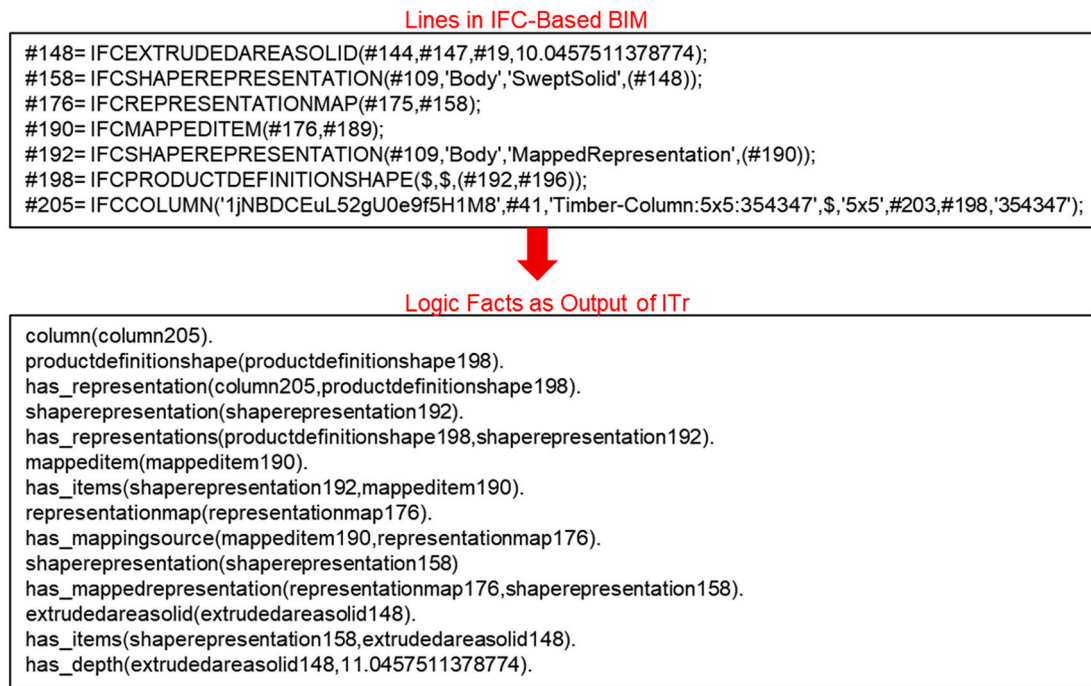 Lines in IFC-Based BIM
#148= IFCEXTRUDEDAREASOLID(#144,#147,#19,10.0457511378774);
#158= IFCSHAPEREPRESENTATION(#109,'Body','SweptSolid',(#148));
#176= IFCREPRESENTATIONMAP(#175,#158);
#190= IFCMAPPEDITEM(#176,#189);
#192= IFCSHAPEREPRESENTATION(#109,'Body','MappedRepresentation',(#190));
#198= IFCPRODUCTDEFINITIONSHAPE($,$,(#192,#196));
#205= IFCCOLUMN('1jNBDCEuL52gU0e9f5H1M8',#41,'Timber-Column:5x5:354347',$,'5x5',#203,#198,'354347');
Logic Facts as Output of ITr
column(column205).
productdefinitionshape(productdefinitionshape198).
has_representation(column205,productdefinitionshape198).
shaperepresentation(shaperepresentation192).
has_representations(productdefinitionshape198,shaperepresentation192).
mappeditem(mappeditem190).
has_items(shaperepresentation192,mappeditem190).
representationmap(representationmap176).
has_mappingsource(mappeditem190,representationmap176).
shaperepresentation(shaperepresentation158)
has_mappedrepresentation(representationmap176,shaperepresentation158).
extrudedareasolid(extrudedareasolid148).
has_items(shaperepresentation158,extrudedareasolid148).
has_depth(extrudedareasolid148,11.0457511378774).